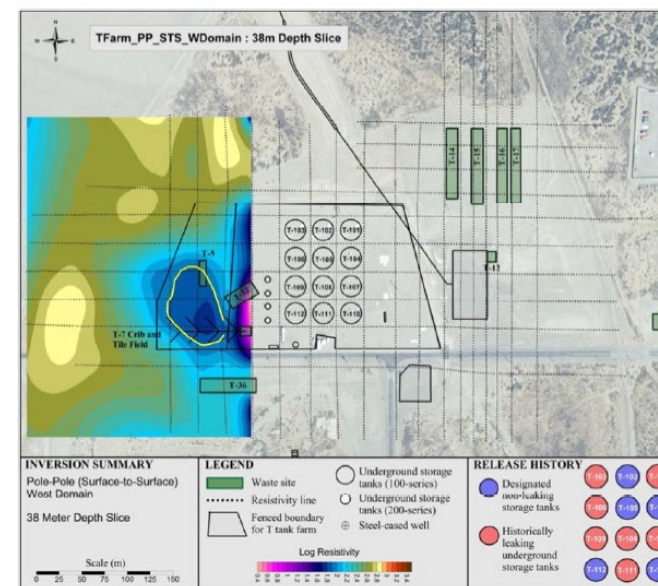 TFarm_PP_STS_WDomain : 38m Depth Slice
N
W E
S
T-14
T-15
T-16
T-17
T-103 T-102 T-101
T-5
T-106 T-105 T-104
T-12
T-109 T-108 T-107
T-32
T-112 T-111 T-110
T-7 Crib and
Tile Field
T-36
INVERSION SUMMARY
Pole-Pole (Surface-to-Surface)
West Domain
38 Meter Depth Slice
Scale (m)
0 25 50 75 100 125 150
LEGEND
Waste site
Resistivity line
Fenced boundary
for T tank farm
Underground storage
tanks (100-series)
Underground storage
tanks (200-series)
Steel-cased well
Log Resistivity
RELEASE HISTORY
Designated
non-leaking
storage tanks
Historically
leaking
underground
storage tanks
T-103 T-102
T-106 T-105
T-109 T-108
T-112 T-111